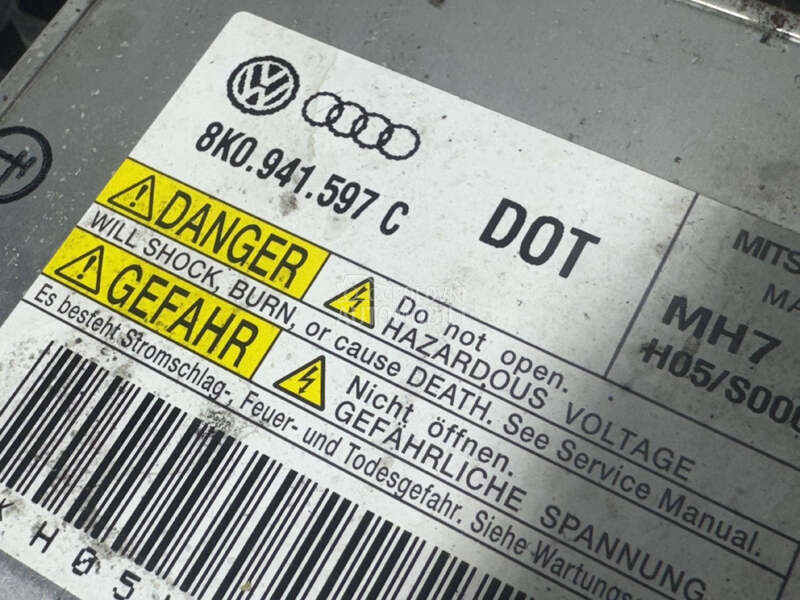 8K0.941.597 C
DOT
MH7
DANGER
Do not open.
HAZARDOUS VOLTAGE
WILL SHOCK, BURN, or cause DEATH. See Service Manual.
GEFAHR
Nicht öffnen.
GEFÄHRLICHE SPANNUNG
Es besfeht Stromschlag-, Feuer- und Todesgefahr. Siehe